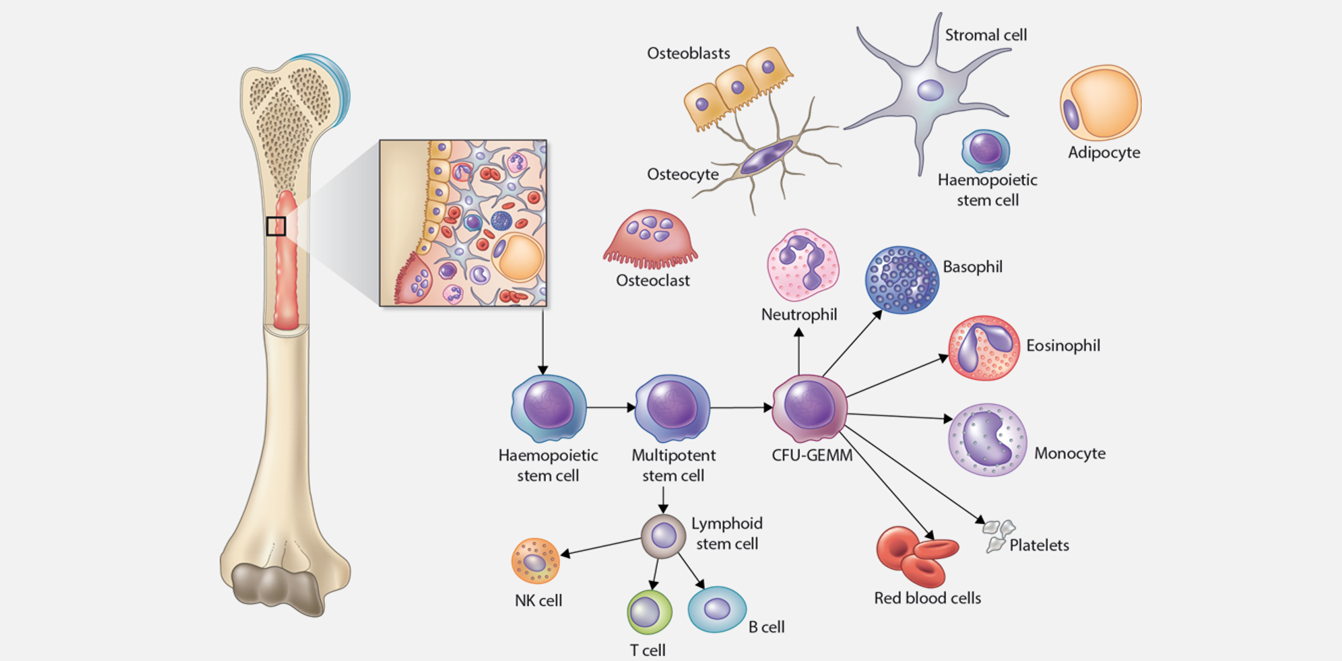 Osteoblasts
Stromal cell
Adipocyte
Osteocyte
Haemopoietic
stem cell
Osteoclast
Neutrophil
Basophil
Eosinophil
Monocyte
Haemopoietic
stem cell
Multipotent
stem cell
CFU-GEMM
Lymphoid
stem cell
Platelets
Red blood cells
NK cell
T cell
B cell